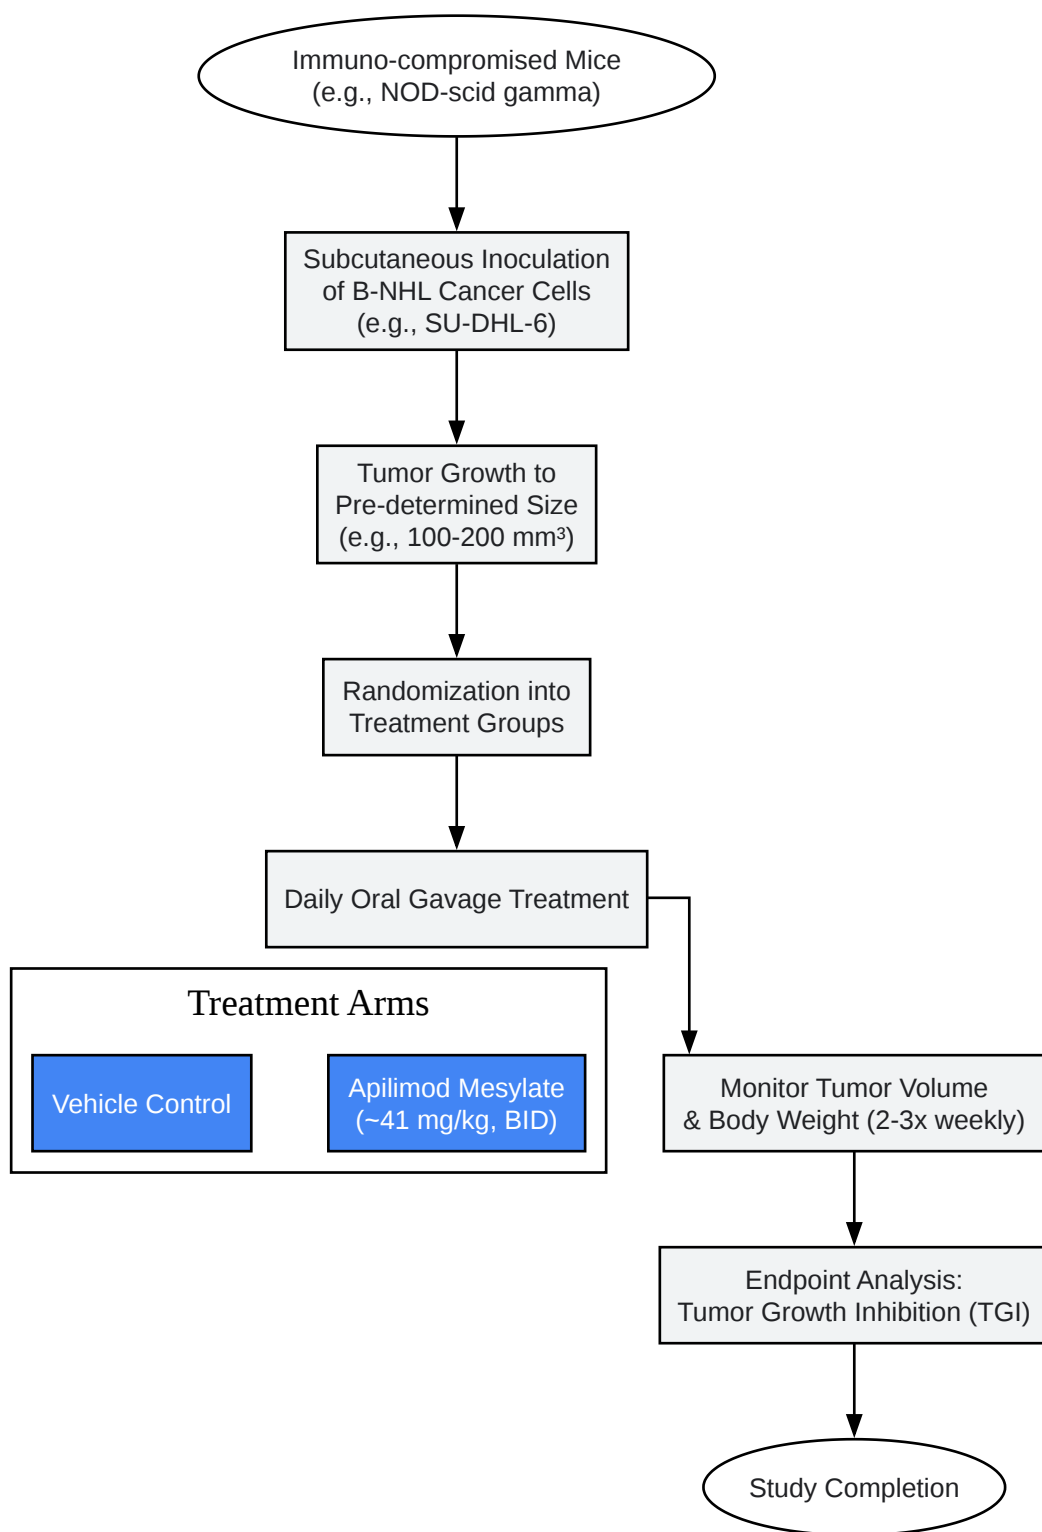 Immuno-compromised Mice
(e.g., NOD-scid gamma)
Subcutaneous Inoculation
of B-NHL Cancer Cells
(e.g., SU-DHL-6)
Tumor Growth to
Pre-determined Size
(e.g., 100-200 mm³)
Randomization into
Treatment Groups
Daily Oral Gavage Treatment
Treatment Arms
Vehicle Control
Apilimod Mesylate
(~41 mg/kg, BID)
Monitor Tumor Volume
& Body Weight (2-3x weekly)
Endpoint Analysis:
Tumor Growth Inhibition (TGI)
Study Completion